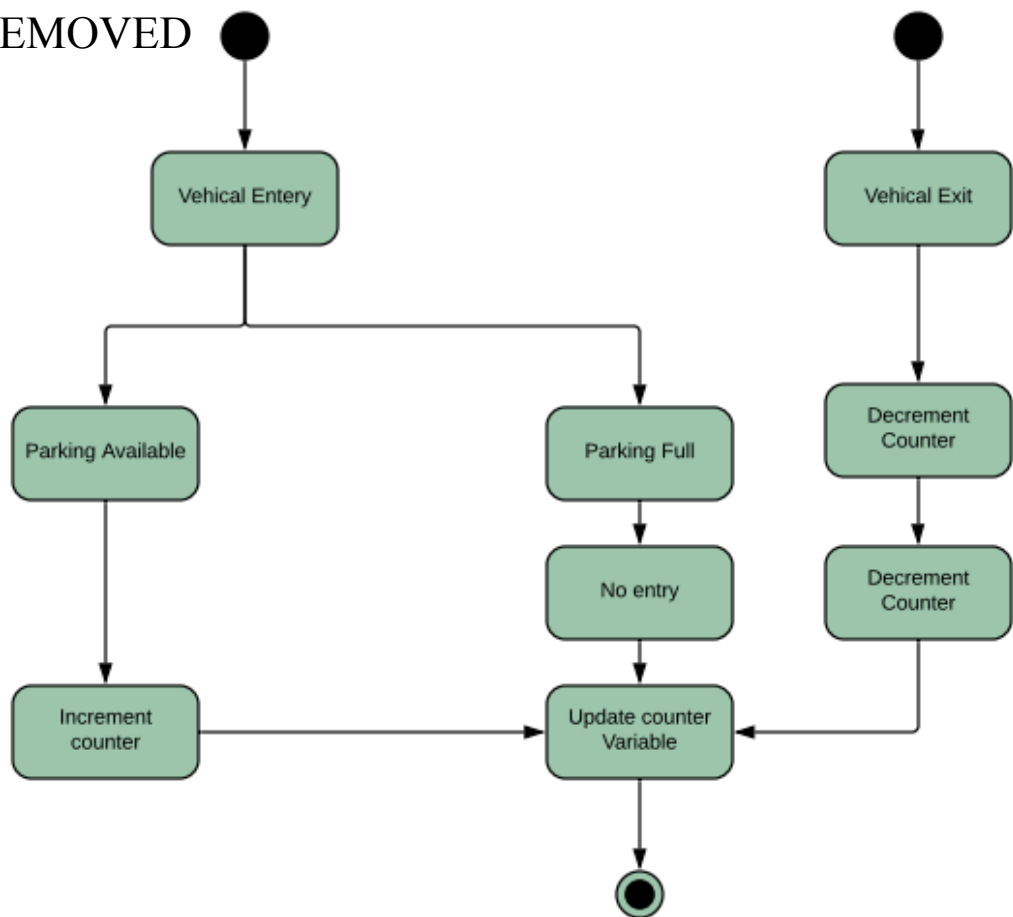 EMOVED
Vehical Entery
Vehical Exit
Parking Available
Parking Full
Decrement
Counter
No entry
Decrement
Counter
Increment
counter
Update counter
Variable